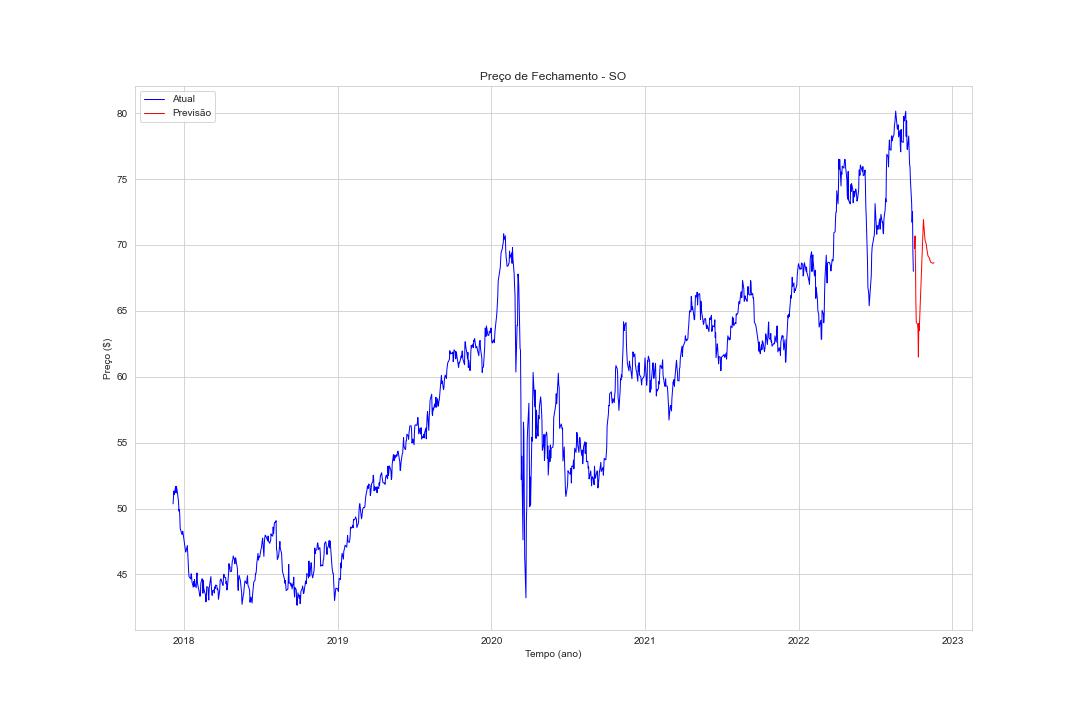 Preço de Fechamento - SO
Atual
Previsão
80
75
70
65
60
55
50
45
Preço ($)
2018 2019 2020 2021 2022 2023
Tempo (ano)